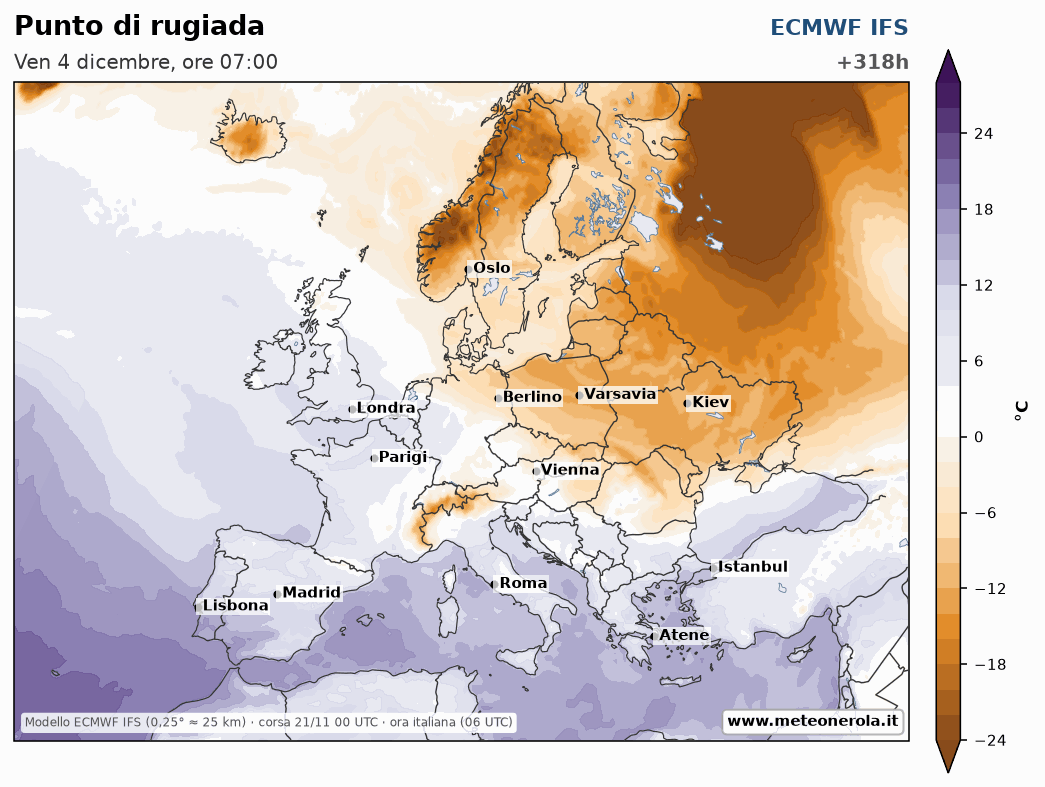 Punto di rugiada
ECMWF IFS
Ven 4 dicembre, ore 07:00
+318h
24
18
12
6
0
−6
−12
−18
−24
°C
Oslo
Berlino
Varsavia
Kiev
Londra
Parigi
Vienna
Istanbul
Roma
Madrid
Lisbona
Atene
Modello ECMWF IFS (0,25° ≈ 25 km) · corsa 21/11 00 UTC · ora italiana (06 UTC)
www.meteonerola.it